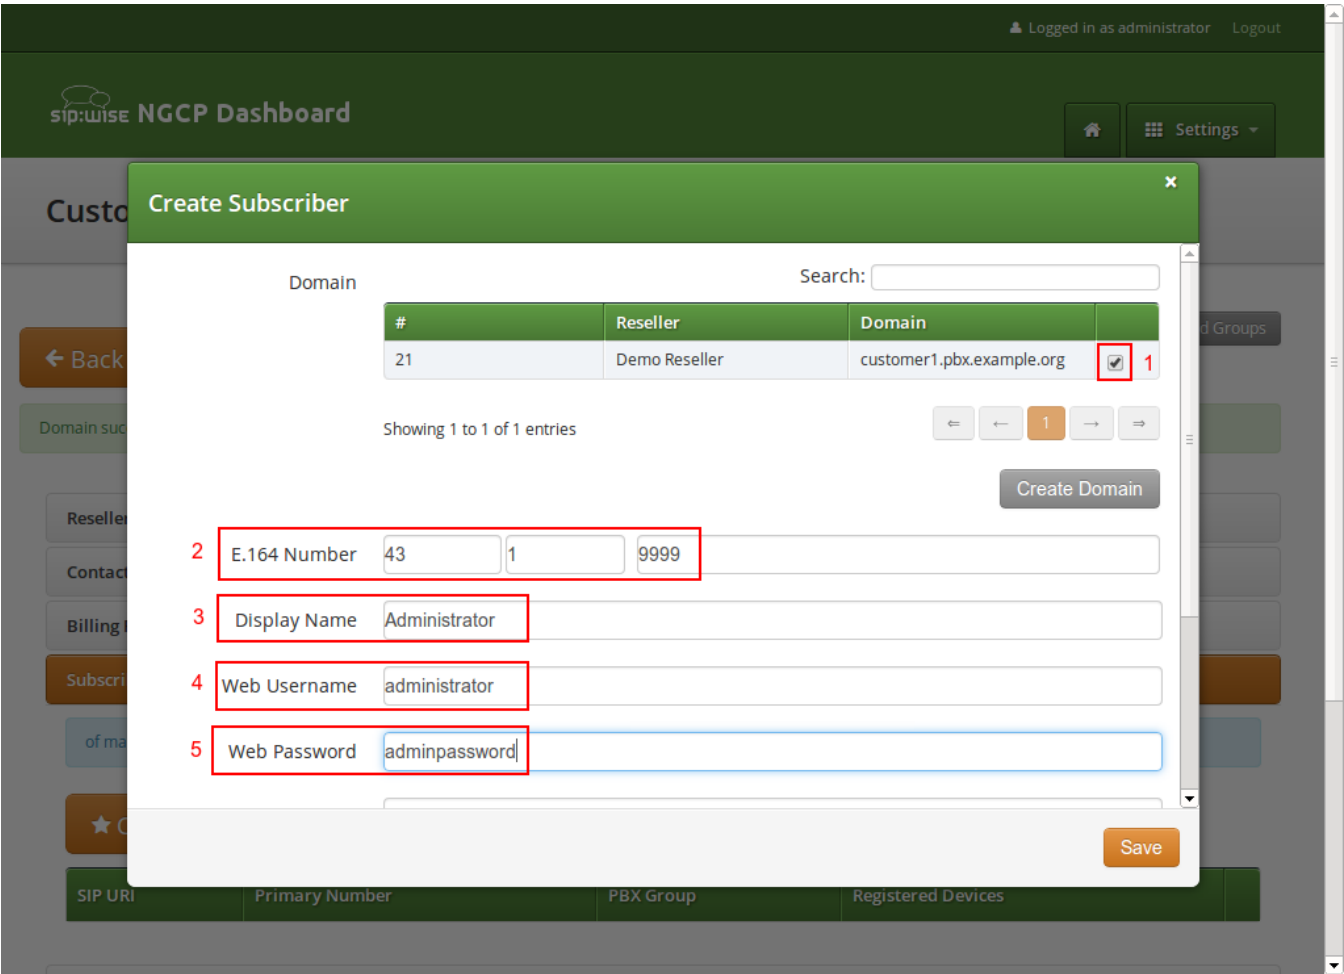 Logged in as administrator Logout
sip:wise NGCP Dashboard
Settings
Custo
Create Subscriber ×
Domain Search:
# Reseller Domain
21 Demo Reseller customer1.pbx.example.org 1
d Groups
← Back
Domain suc
Showing 1 to 1 of 1 entries ⇐ ← 1 → ⇒
Create Domain
Reseller
2 E.164 Number 43 1 9999
Contact
3 Display Name Administrator
Billing
Subscri
4 Web Username administrator
of ma
5 Web Password adminpassword
Save
SIP URI Primary Number PBX Group Registered Devices